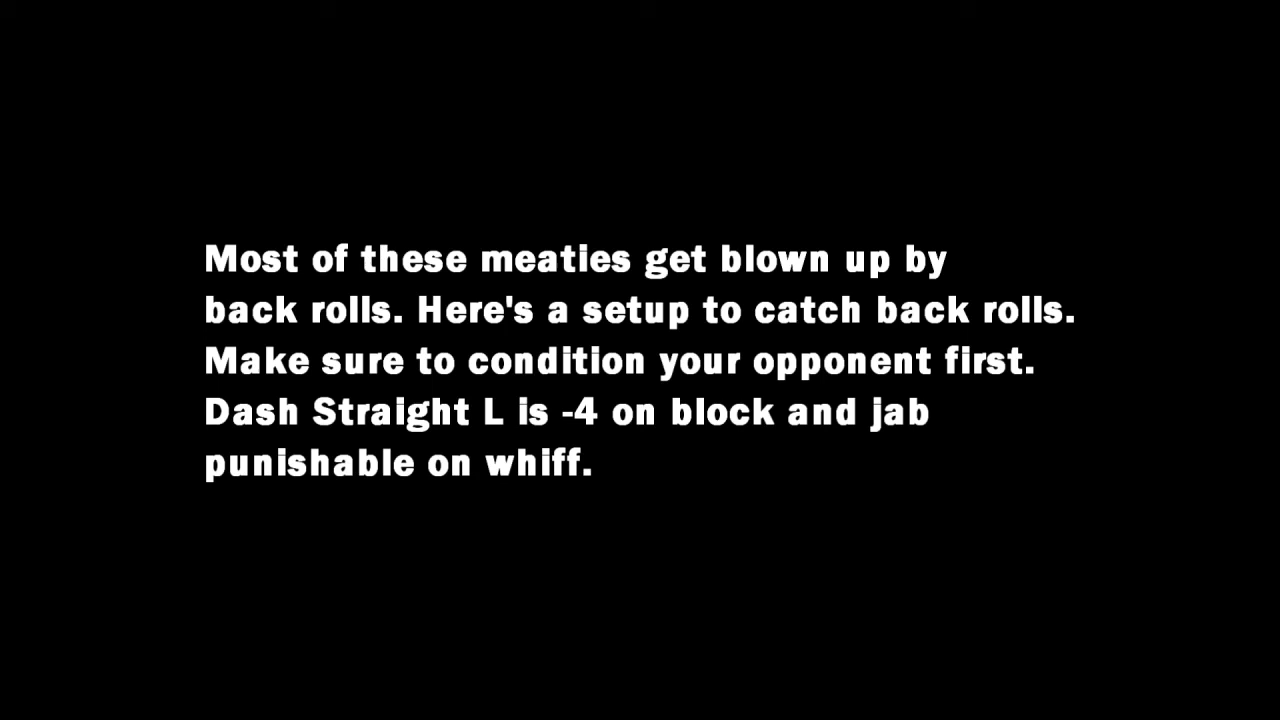 Most of these meaties get blown up by
back rolls. Here's a setup to catch back rolls.
Make sure to condition your opponent first.
Dash Straight L is -4 on block and jab
punishable on whiff.